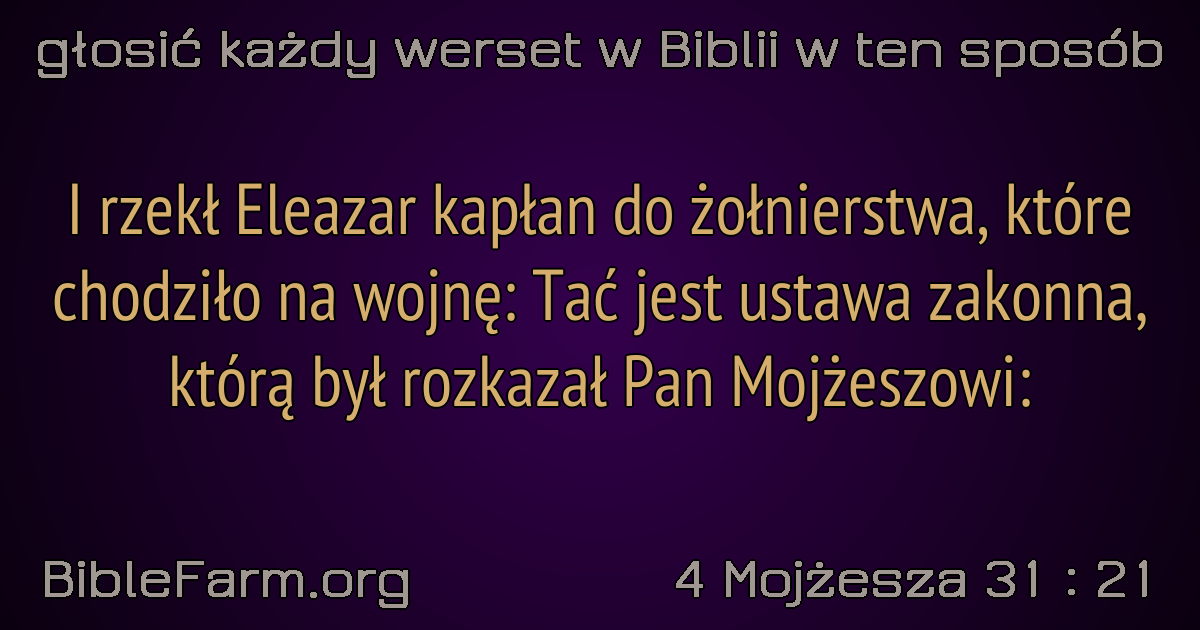 głosić każdy werset w Biblii w ten sposób
I rzekł Eleazar kapłan do żołnierstwa, które
chodziło na wojnę: Tać jest ustawa zakonna,
którą był rozkazał Pan Mojżeszowi:
BibleFarm.org
4 Mojżesza 31 : 21